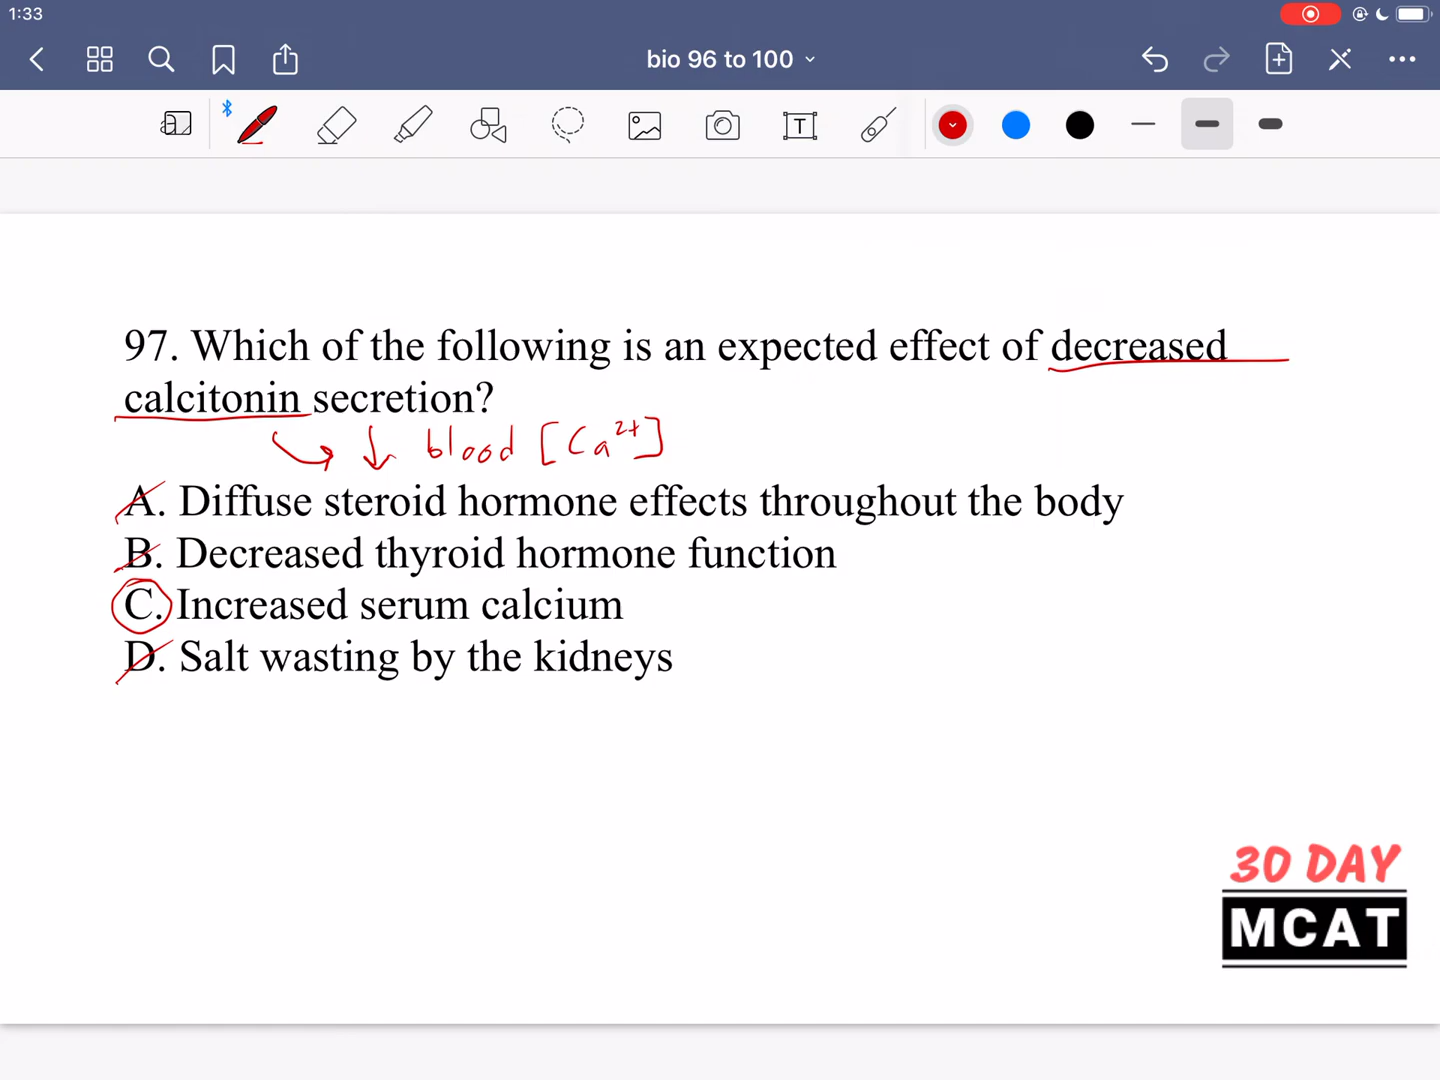 1:33
bio 96 to 100
a
T
97. Which of the following is an expected effect of decreased
calcitonin secretion?
↓ blood [Ca²⁺]
A. Diffuse steroid hormone effects throughout the body
B. Decreased thyroid hormone function
C. Increased serum calcium
D. Salt wasting by the kidneys
30 DAY
MCAT